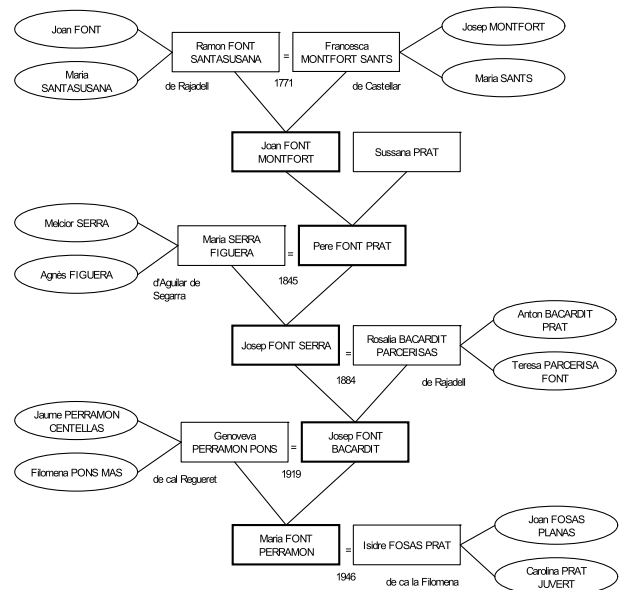 Joan FONT
Maria
SANTASUSANA
Ramon FONT
SANTASUSANA
=
Francesca
MONTFORT SANTS
Josep MONTFORT
Maria SANTS
de Rajadell
1771
de Castellar
Joan FONT
MONTFORT
Sussana PRAT
Melcior SERRA
Agnès FIGUERA
Maria SERRA
FIGUERA
=
Pere FONT PRAT
d'Aguilar de
Segarra
1845
Josep FONT SERRA
=
Rosalia BACARDIT
PARCERISAS
Anton BACARDIT
PRAT
Teresa PARCERISA
FONT
1884
de Rajadell
Jaume PERRAMON
CENTELLAS
Filomena PONS MAS
Genoveva
PERRAMON PONS
=
Josep FONT
BACARDIT
de cal Regueret
1919
Maria FONT
PERRAMON
=
Isidre FOSAS PRAT
Joan FOSAS
PLANAS
Carolina PRAT
JUVERT
1946
de ca la Filomena